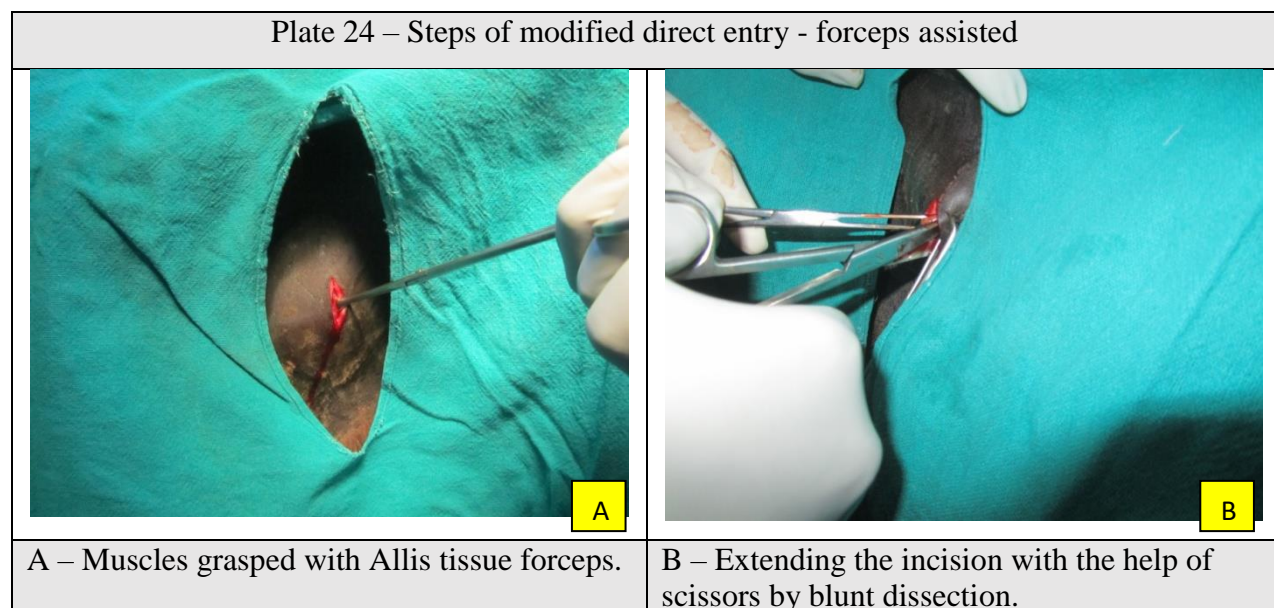 Plate 24 – Steps of modified direct entry - forceps assisted
A
B
A – Muscles grasped with Allis tissue forceps.
B – Extending the incision with the help of
scissors by blunt dissection.